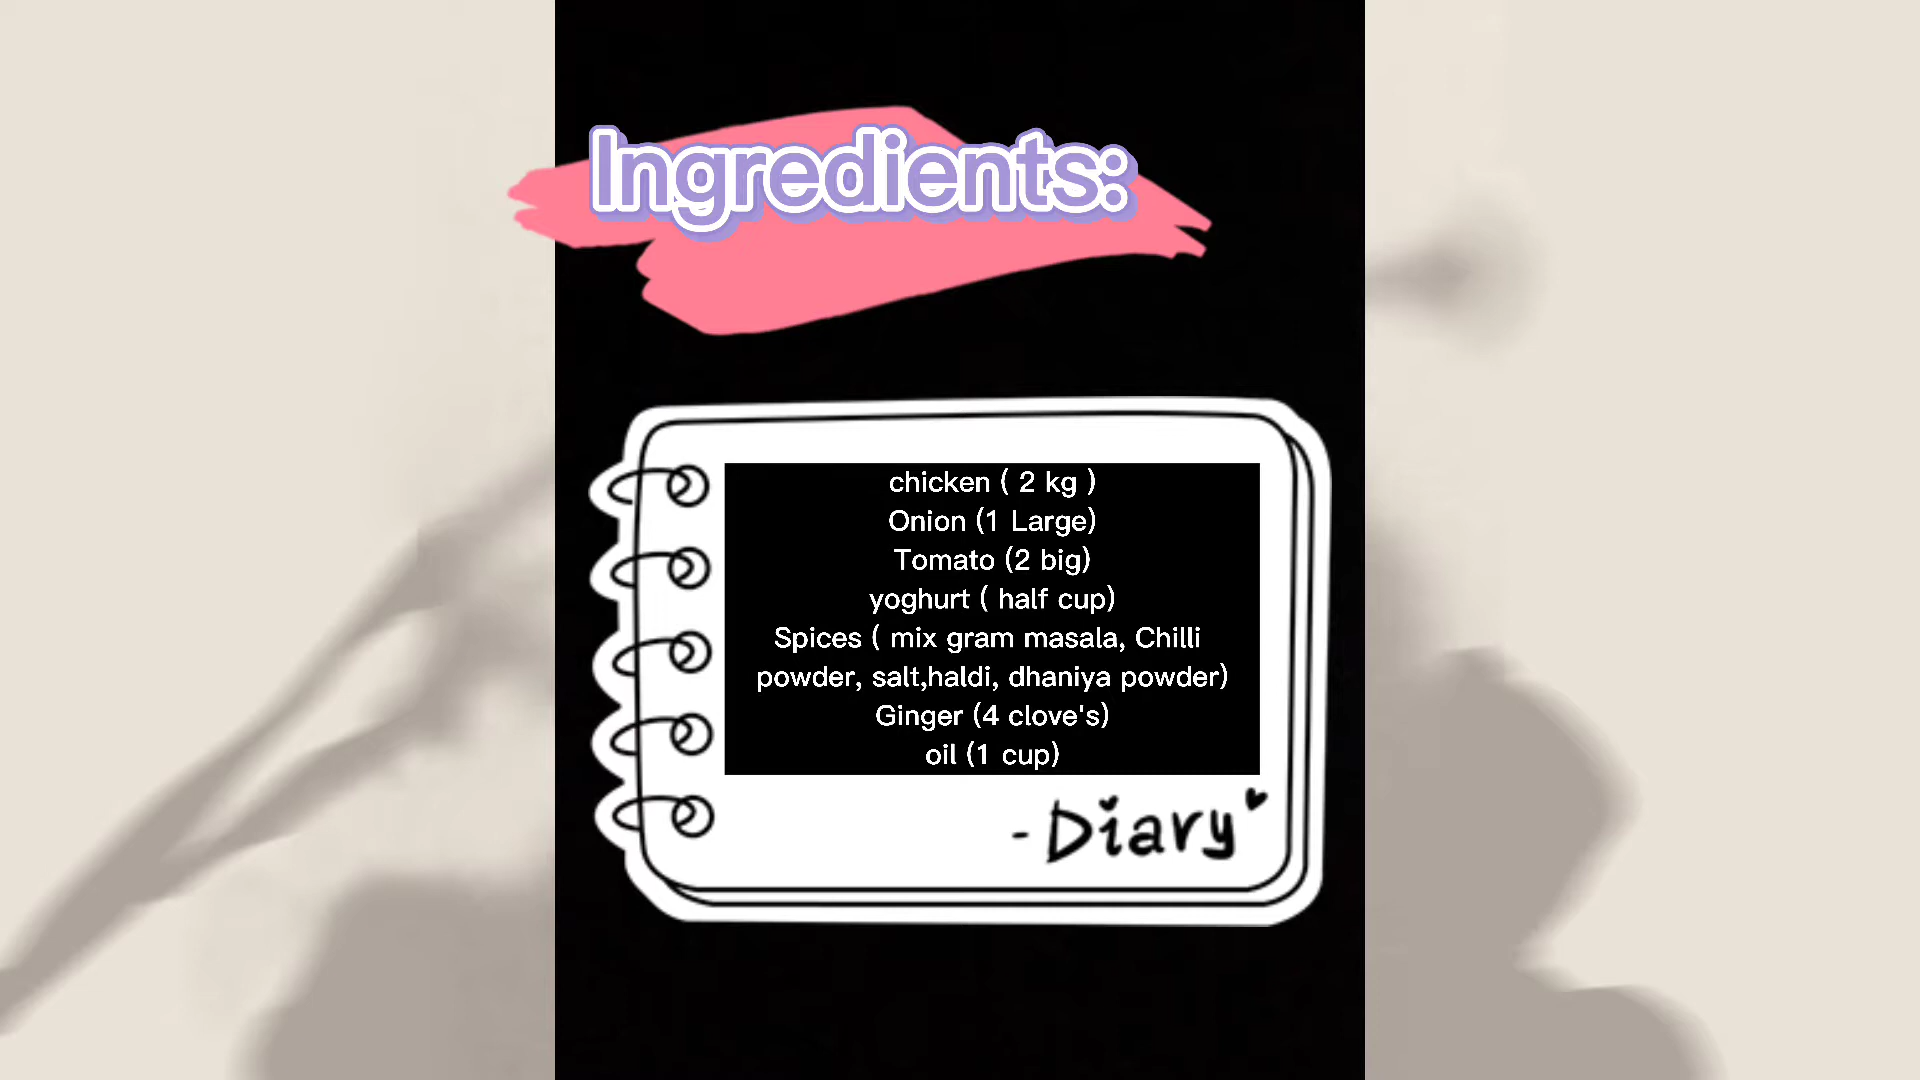 Ingredients:
chicken ( 2 kg )
Onion (1 Large)
Tomato (2 big)
yoghurt ( half cup)
Spices ( mix gram masala, Chilli
powder, salt,haldi, dhaniya powder)
Ginger (4 clove's)
oil (1 cup)
- Diary